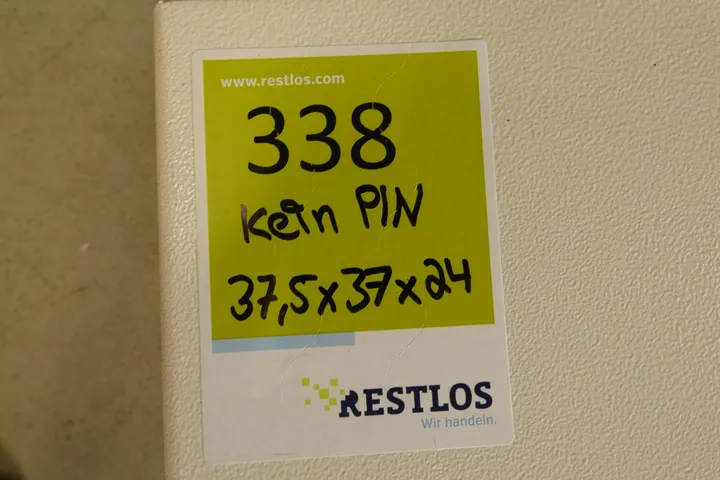 www.restlos.com
338
kein PIN
37,5x37x24
RESTLOS
Wir handeln.